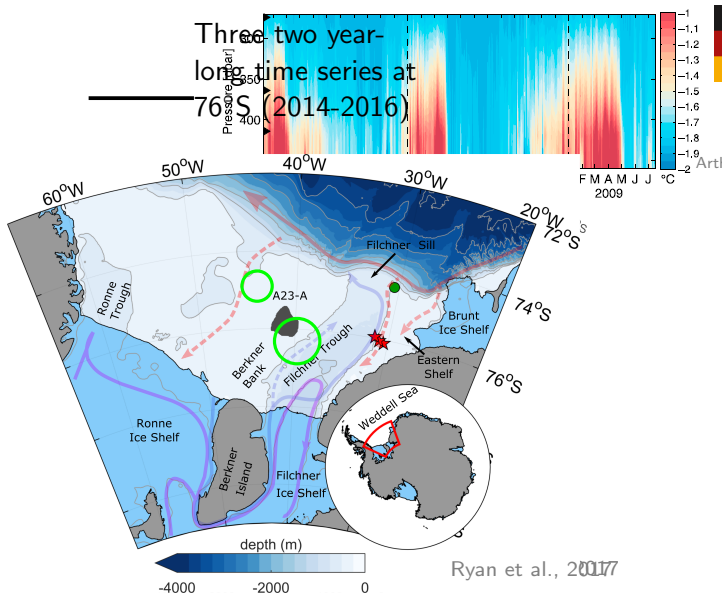 Three two year-
long time series at
76°S (2014-2016)
Pressure [dbar]
350
400
-1
-1.1
-1.2
-1.3
-1.4
-1.5
-1.6
-1.7
-1.8
-1.9
-2
°C
F M A M J J
2009
60°W
50°W
40°W
30°W
20°W
72°S
74°S
76°S
Filchner Sill
A23-A
Ronne
Trough
Brunt
Ice Shelf
Berkner
Bank
Filchner Trough
Eastern
Shelf
Weddell Sea
Ronne
Ice Shelf
Berkner
Island
Filchner
Ice Shelf
depth (m)
-4000
-2000
0
Ryan et al., 2017